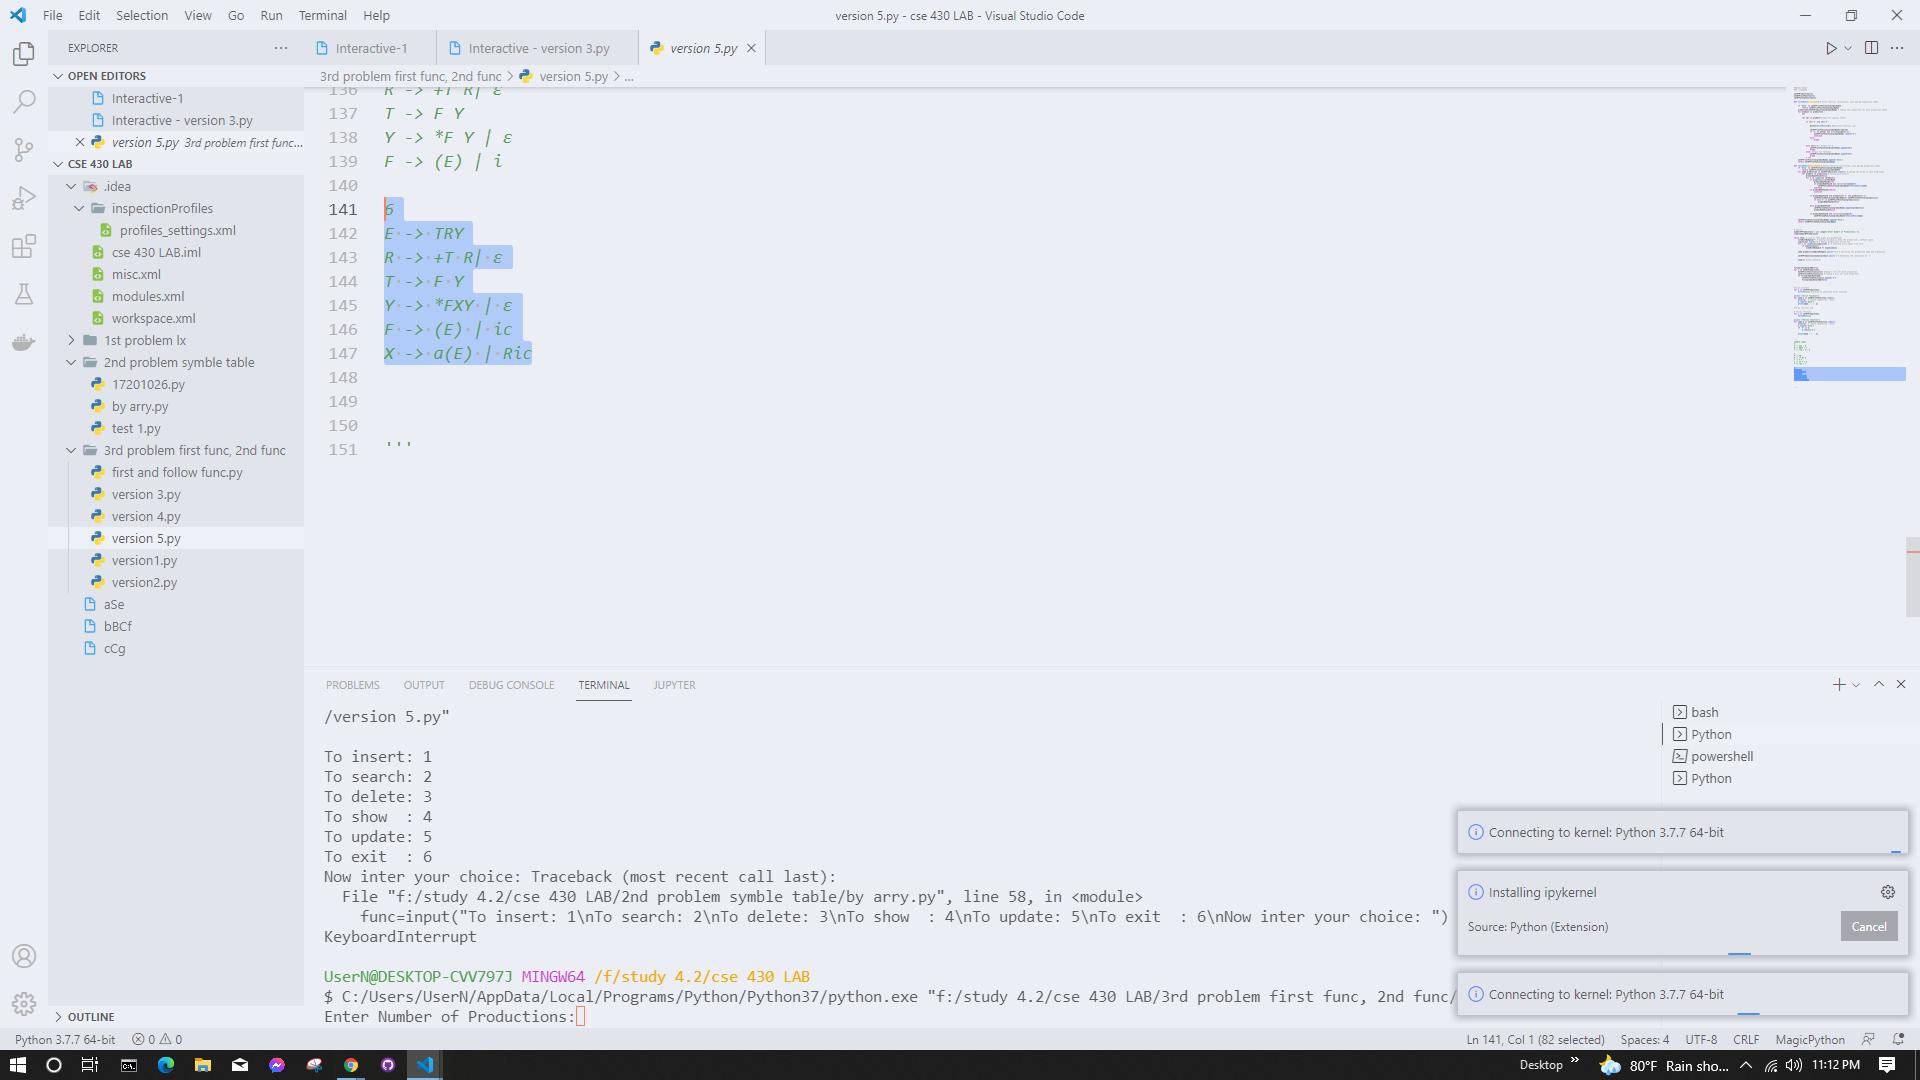 File Edit Selection View Go Run Terminal Help
version 5.py - cse 430 LAB - Visual Studio Code
EXPLORER
OPEN EDITORS
Interactive-1
Interactive - version 3.py
version 5.py 3rd problem first func...
CSE 430 LAB
.idea
inspectionProfiles
profiles_settings.xml
cse 430 LAB.iml
misc.xml
modules.xml
workspace.xml
1st problem lx
2nd problem symble table
17201026.py
by arry.py
test 1.py
3rd problem first func, 2nd func
first and follow func.py
version 3.py
version 4.py
version 5.py
version1.py
version2.py
aSe
bBCf
cCg
OUTLINE
Interactive-1
Interactive - version 3.py
version 5.py
3rd problem first func, 2nd func > version 5.py > ...
136 R -> +T R| ε
137 T -> F Y
138 Y -> *F Y | ε
139 F -> (E) | i
140
141 6
142 E -> TRY
143 R -> +T R| ε
144 T -> F Y
145 Y -> *FXY | ε
146 F -> (E) | ic
147 X -> a(E) | Ric
148
149
150
151 '''
PROBLEMS OUTPUT DEBUG CONSOLE TERMINAL JUPYTER
/version 5.py"
To insert: 1
To search: 2
To delete: 3
To show  : 4
To update: 5
To exit  : 6
Now inter your choice: Traceback (most recent call last):
File "f:/study 4.2/cse 430 LAB/2nd problem symble table/by arry.py", line 58, in <module>
func=input("To insert: 1\nTo search: 2\nTo delete: 3\nTo show  : 4\nTo update: 5\nTo exit  : 6\nNow inter your choice: ")
KeyboardInterrupt
UserN@DESKTOP-CVV797J MINGW64 /f/study 4.2/cse 430 LAB
$ C:/Users/UserN/AppData/Local/Programs/Python/Python37/python.exe "f:/study 4.2/cse 430 LAB/3rd problem first func, 2nd func/
Enter Number of Productions:
bash
Python
powershell
Python
Connecting to kernel: Python 3.7.7 64-bit
Installing ipykernel
Source: Python (Extension)
Cancel
Connecting to kernel: Python 3.7.7 64-bit
Python 3.7.7 64-bit 0 0
Ln 141, Col 1 (82 selected) Spaces: 4 UTF-8 CRLF MagicPython
Desktop 80°F Rain sho... 11:12 PM